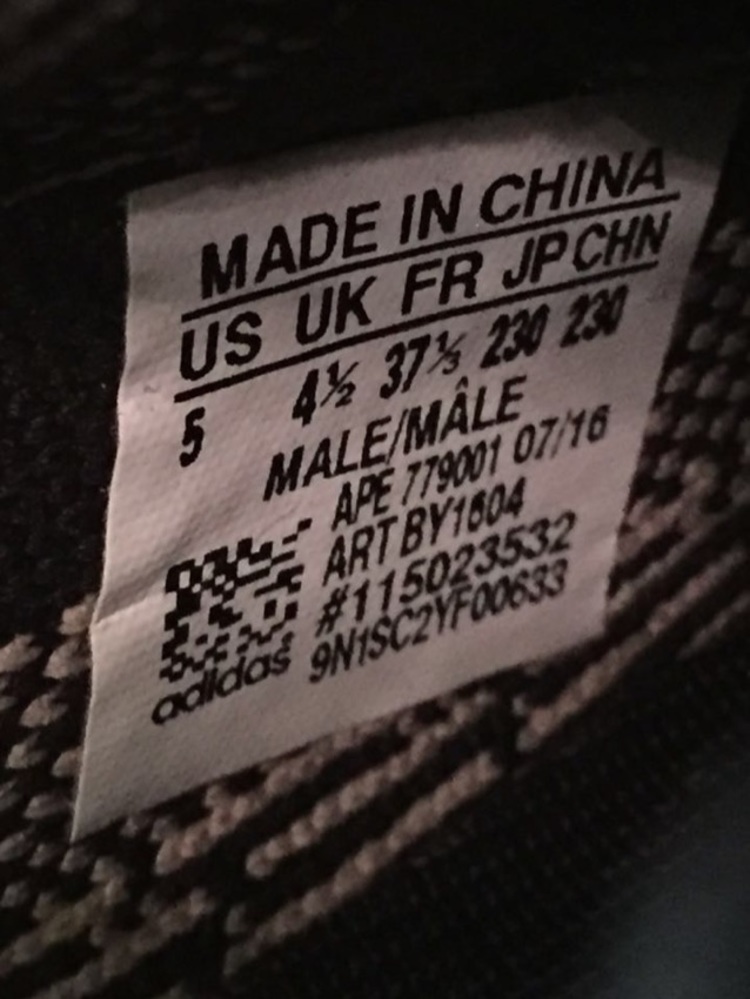 MADE IN CHINA
US UK FR JP CHN
5 4½ 37⅓ 230 230
MALE/MÂLE
APE 779001 07/16
ART BY1604
#115023532
9N1SC2YF00633
adidas